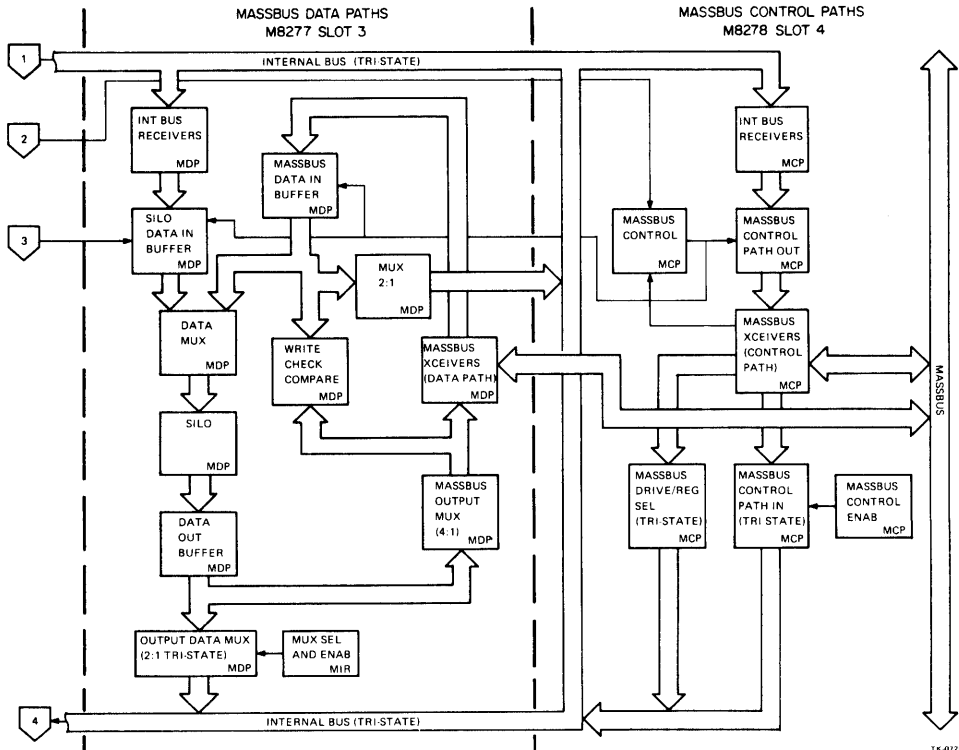 MASSBUS DATA PATHS
M8277 SLOT 3
MASSBUS CONTROL PATHS
M8278 SLOT 4
1
INTERNAL BUS (TRI-STATE)
2
INT BUS
RECEIVERS
MDP
MASSBUS
DATA IN
BUFFER
MDP
INT BUS
RECEIVERS
MCP
3
SILO
DATA IN
BUFFER
MDP
MUX
2:1
MDP
MASSBUS
CONTROL
MCP
MASSBUS
CONTROL
PATH OUT
MCP
DATA
MUX
MDP
WRITE
CHECK
COMPARE
MDP
MASSBUS
XCEIVERS
(DATA PATH)
MDP
MASSBUS
XCEIVERS
(CONTROL
PATH)
MCP
MASSBUS
SILO
MDP
DATA
OUT
BUFFER
MDP
MASSBUS
OUTPUT
MUX
(4:1)
MDP
MASSBUS
DRIVE/REG
SEL
(TRI-STATE)
MCP
MASSBUS
CONTROL
PATH IN
(TRI STATE)
MCP
MASSBUS
CONTROL
ENAB
MCP
OUTPUT DATA MUX
(2:1 TRI-STATE)
MDP
MUX SEL
AND ENAB
MIR
4
INTERNAL BUS (TRI-STATE)